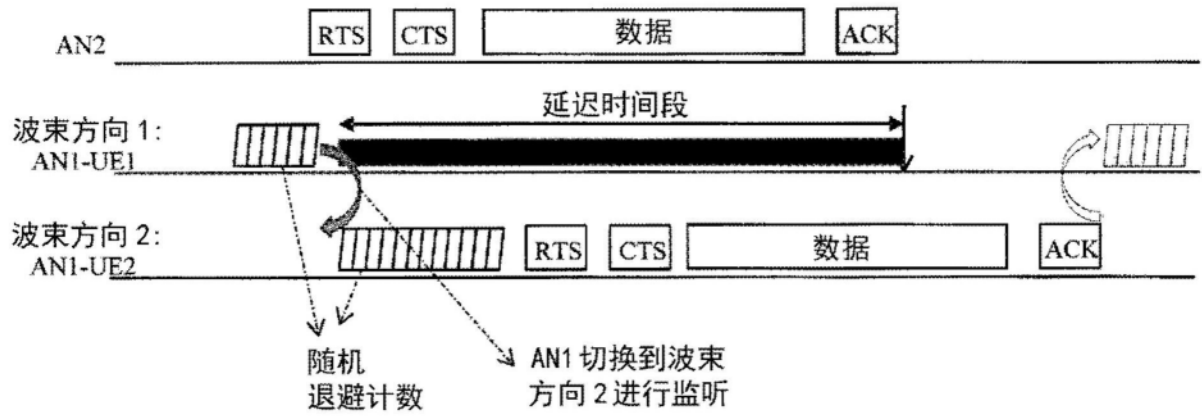 AN2 RTS CTS 数据 ACK
延迟时间段
波束方向 1:
AN1-UE1
波束方向 2:
AN1-UE2 RTS CTS 数据 ACK
随机
退避计数
AN1 切换到波束
方向 2 进行监听